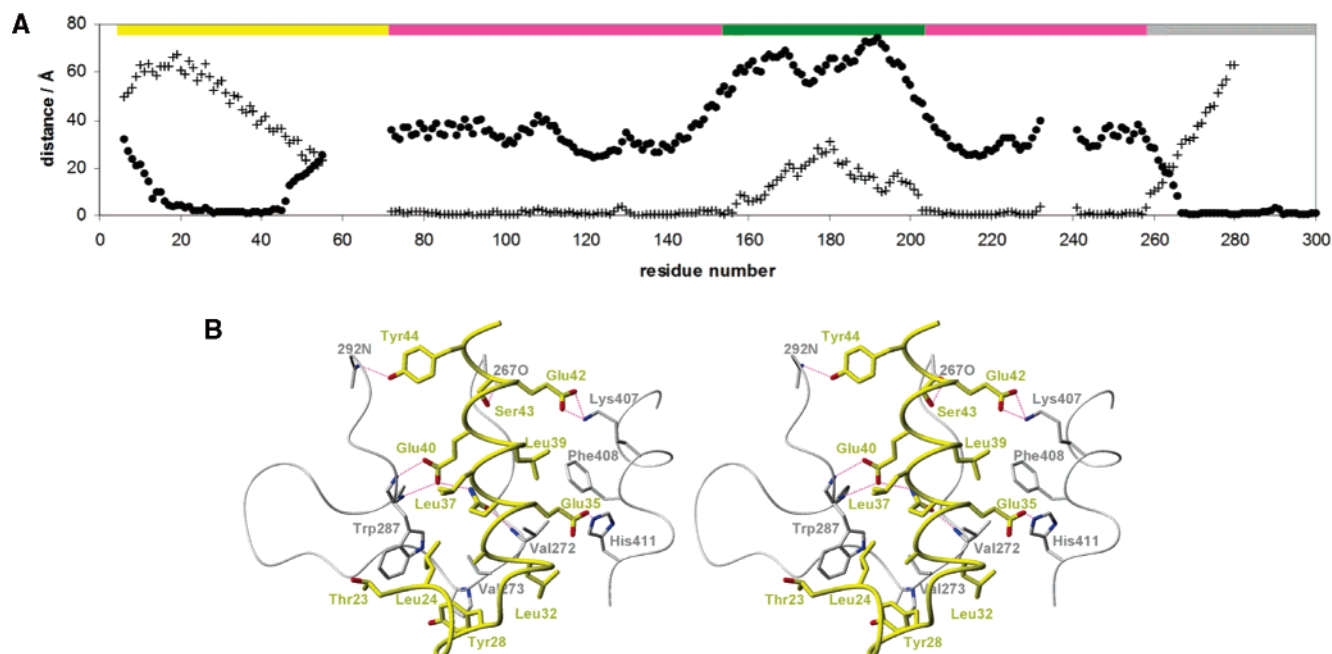 A
80
60
40
20
0
distance / Å
0 20 40 60 80 100 120 140 160 180 200 220 240 260 280 300
residue number
B
Tyr44
292N
267O
Glu42
Ser43
Lys407
Glu40
Leu39
Phe408
Leu37
Glu35
Trp287
Val272
His411
Val273
Thr23
Leu24
Leu32
Tyr28
Tyr44
292N
267O
Glu42
Ser43
Lys407
Glu40
Leu39
Phe408
Leu37
Glu35
Trp287
Val272
His411
Val273
Thr23
Leu24
Leu32
Tyr28